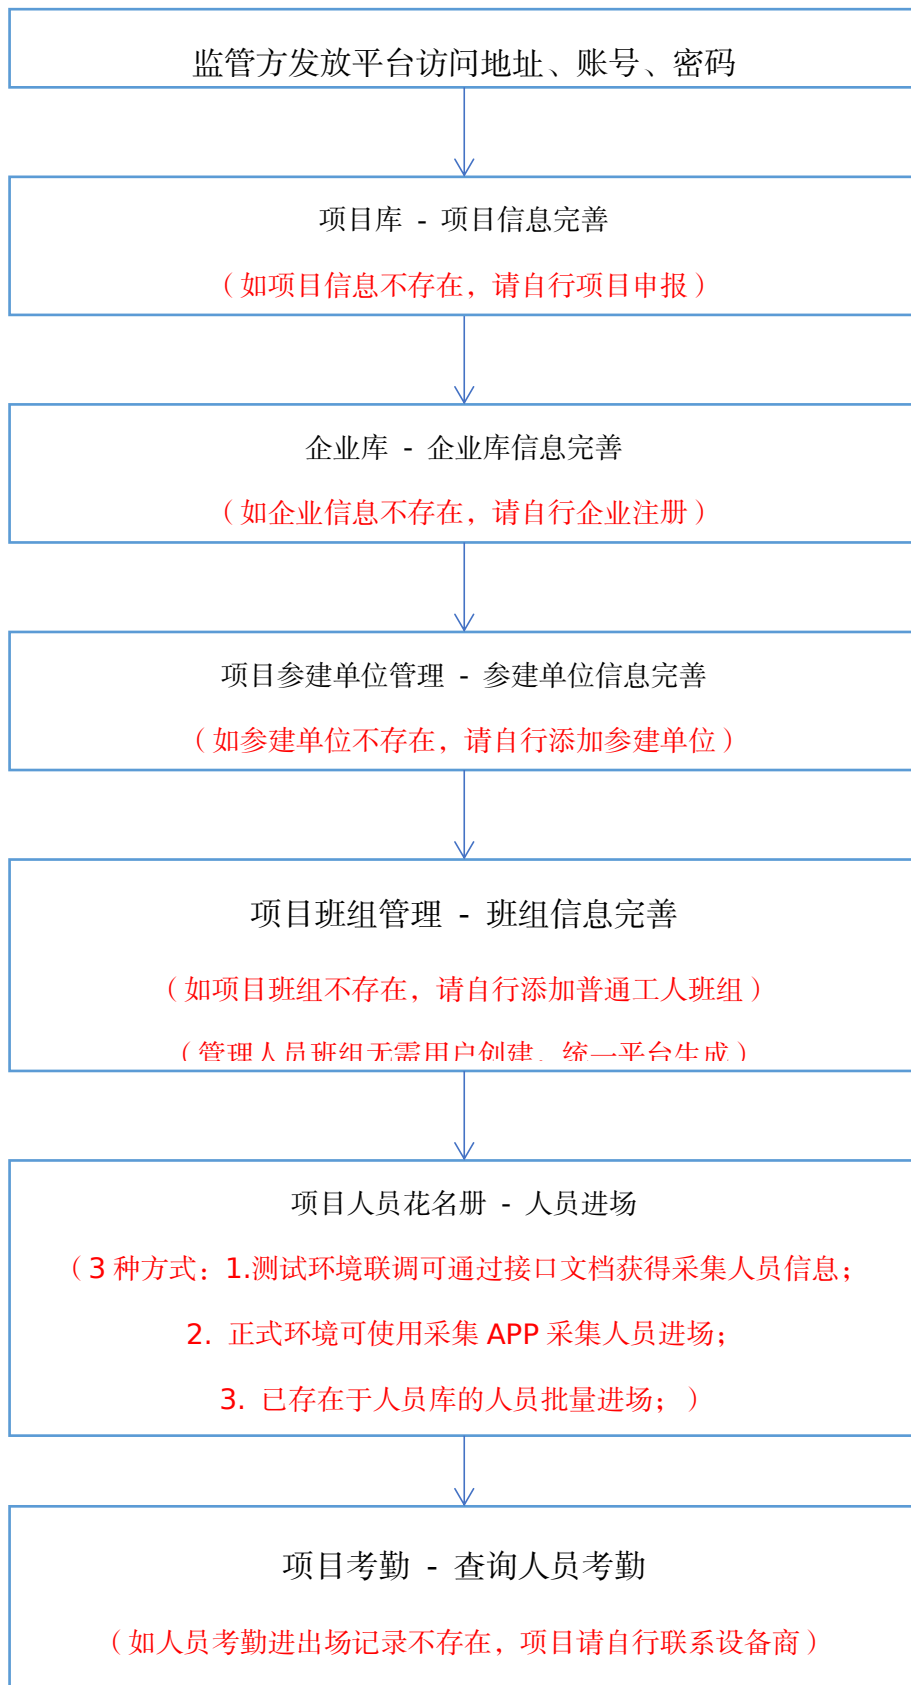 监管方发放平台访问地址、账号、密码
项目库 - 项目信息完善
（如项目信息不存在，请自行项目申报）
企业库 - 企业库信息完善
（如企业信息不存在，请自行企业注册）
项目参建单位管理 - 参建单位信息完善
（如参建单位不存在，请自行添加参建单位）
项目班组管理 - 班组信息完善
（如项目班组不存在，请自行添加普通工人班组）
（管理人员班组无需用户创建，统一平台生成）
项目人员花名册 - 人员进场
（3 种方式：1.测试环境联调可通过接口文档获得采集人员信息；
2. 正式环境可使用采集 APP 采集人员进场；
3. 已存在于人员库的人员批量进场；）
项目考勤 - 查询人员考勤
（如人员考勤进出场记录不存在，项目请自行联系设备商）